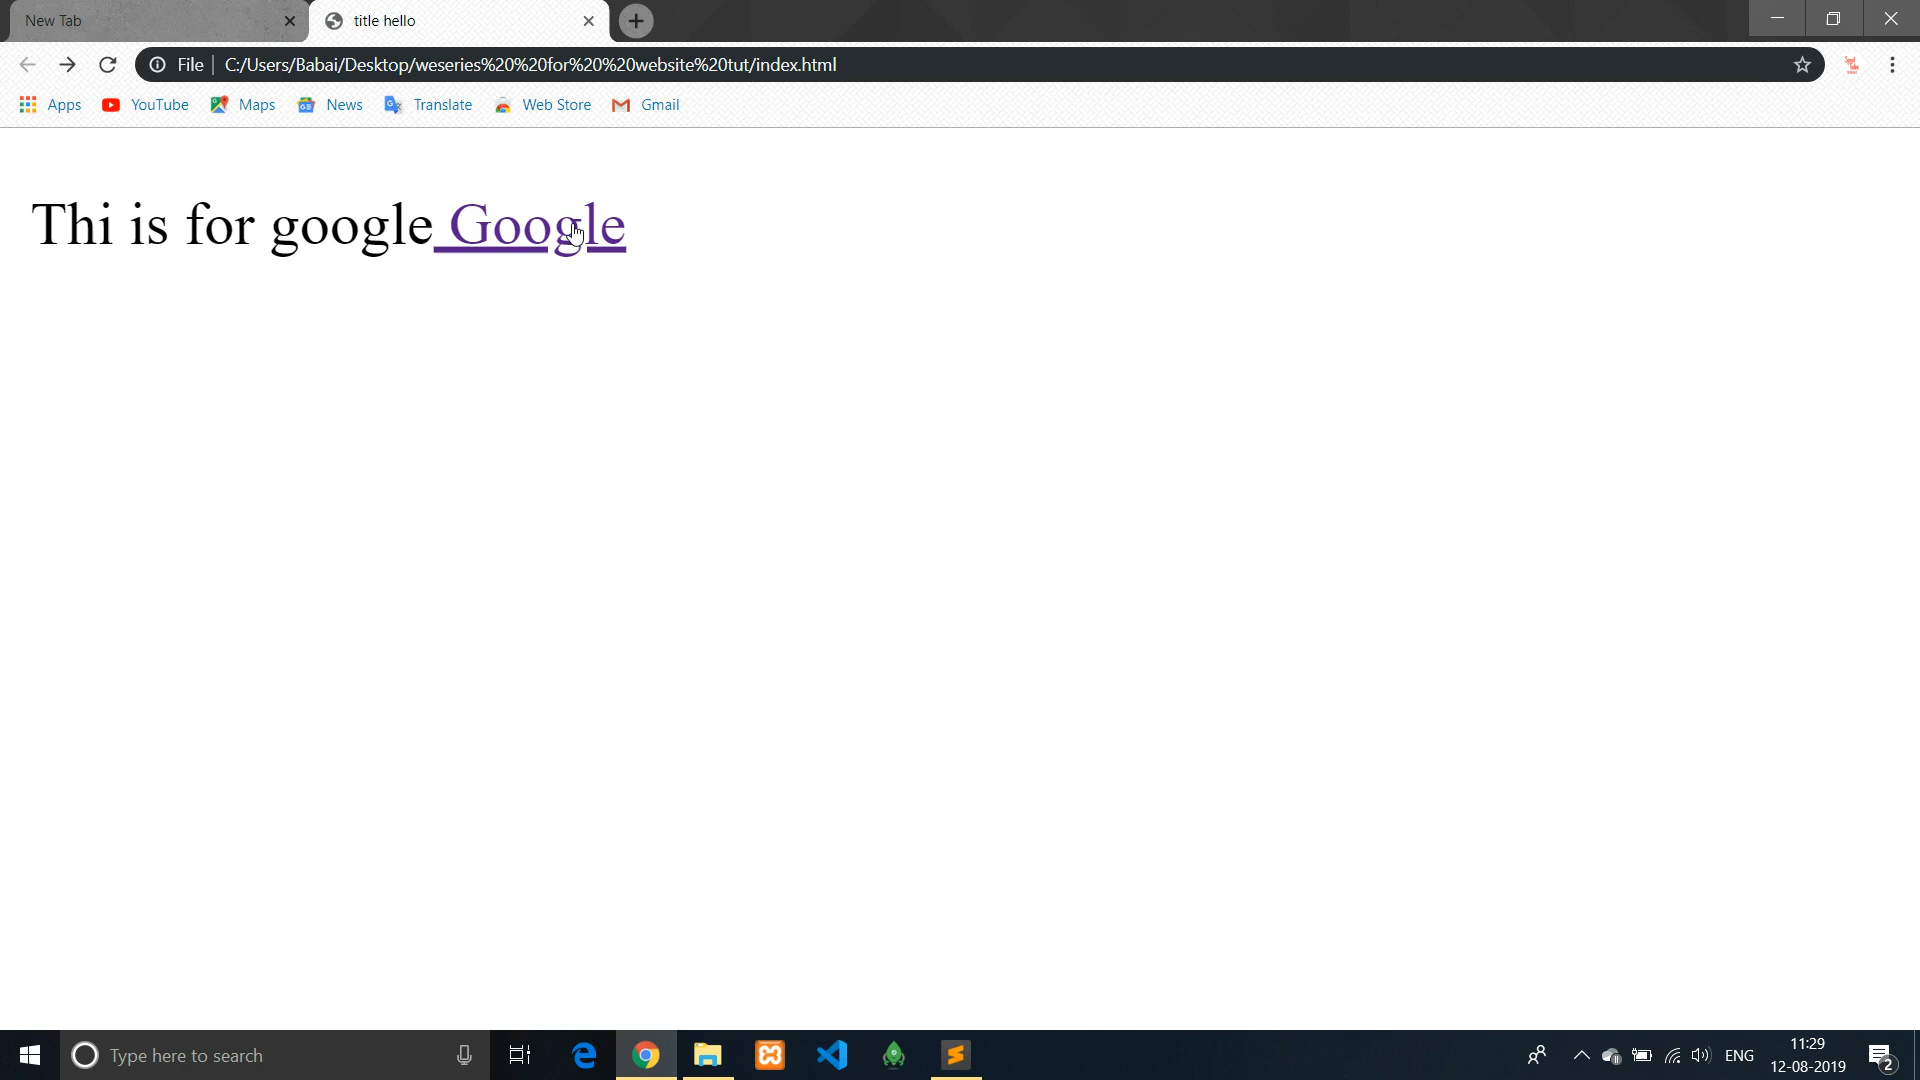 New Tab
title hello
File
C:/Users/Babai/Desktop/weseries%20%20for%20%20website%20tut/index.html
Apps
YouTube
Maps
News
Translate
Web Store
Gmail
Thi is for google Google
Type here to search
ENG
11:29
12-08-2019
2